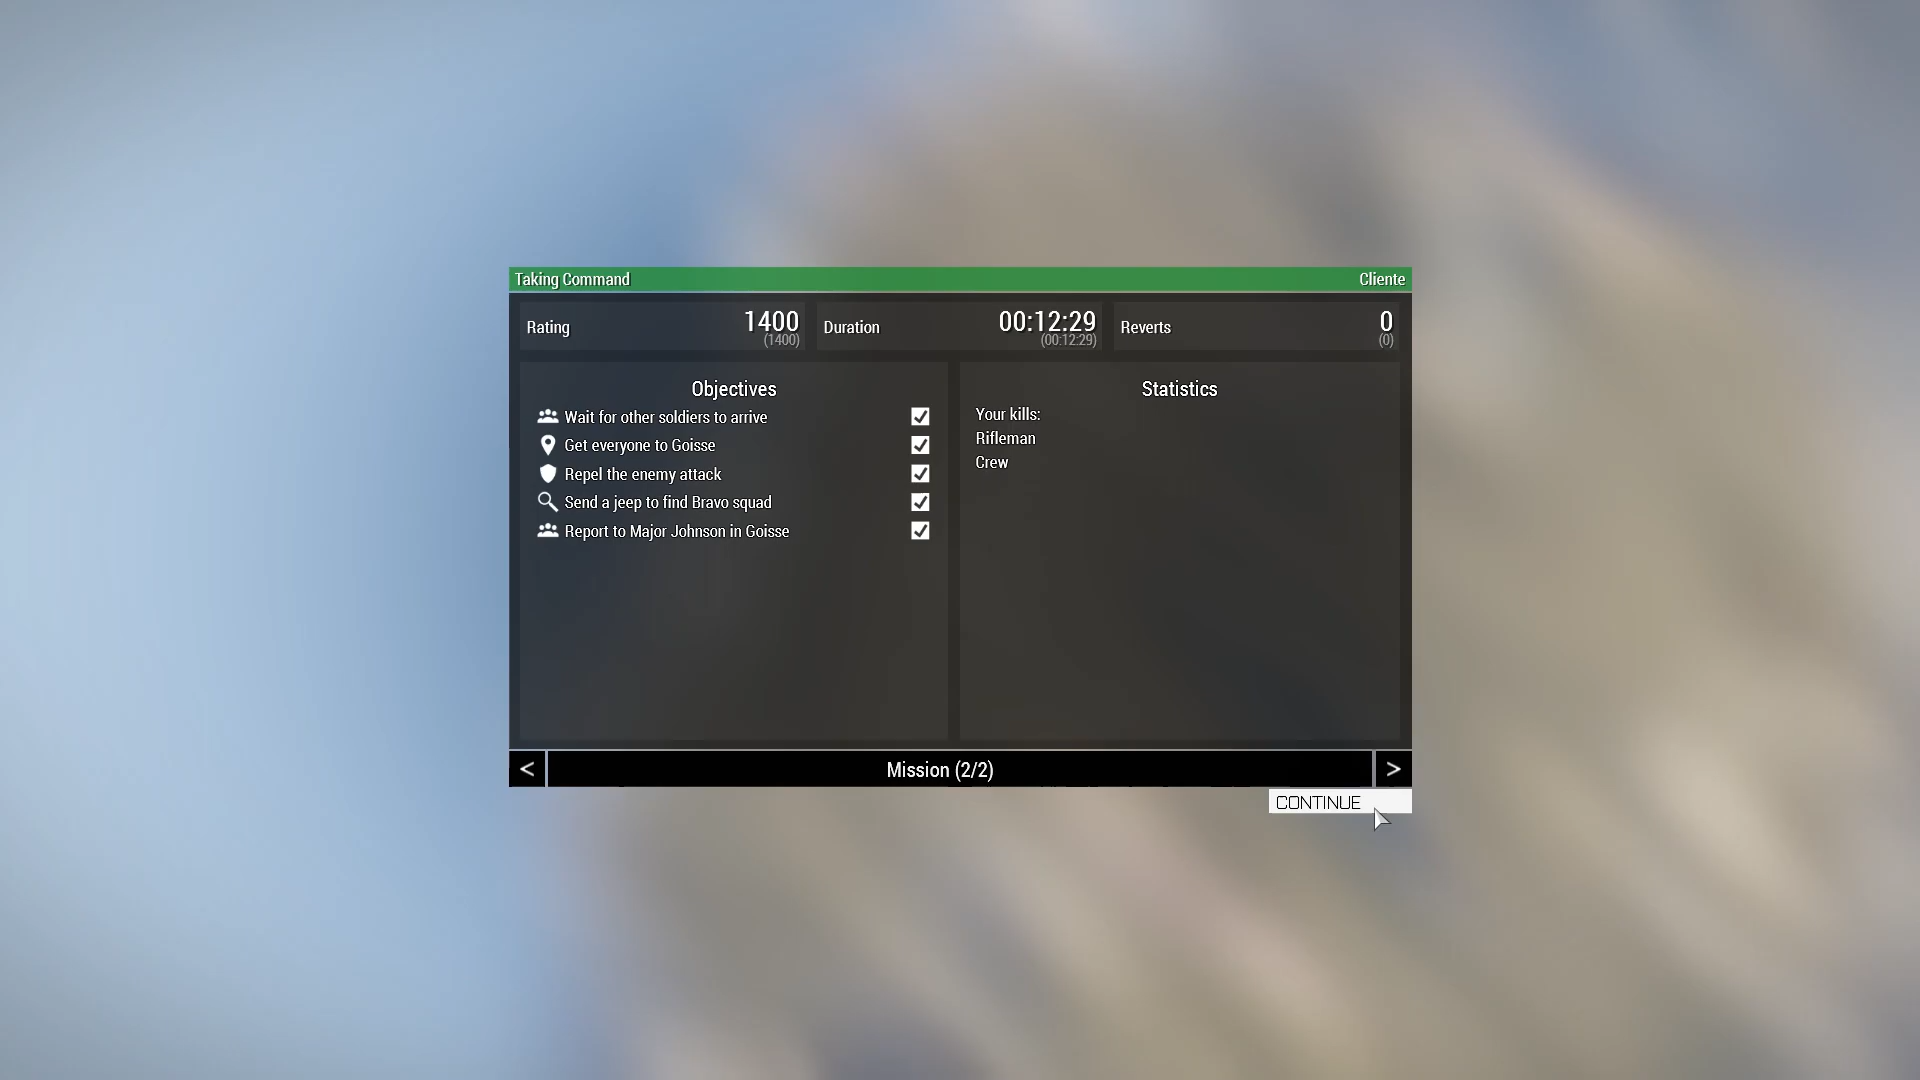 Taking Command Cliente
Rating 1400 Duration 00:12:29 Reverts 0
(1400) (00:12:29) (0)
Objectives
Wait for other soldiers to arrive
Get everyone to Goisse
Repel the enemy attack
Send a jeep to find Bravo squad
Report to Major Johnson in Goisse
Statistics
Your kills:
Rifleman
Crew
< Mission (2/2) >
CONTINUE